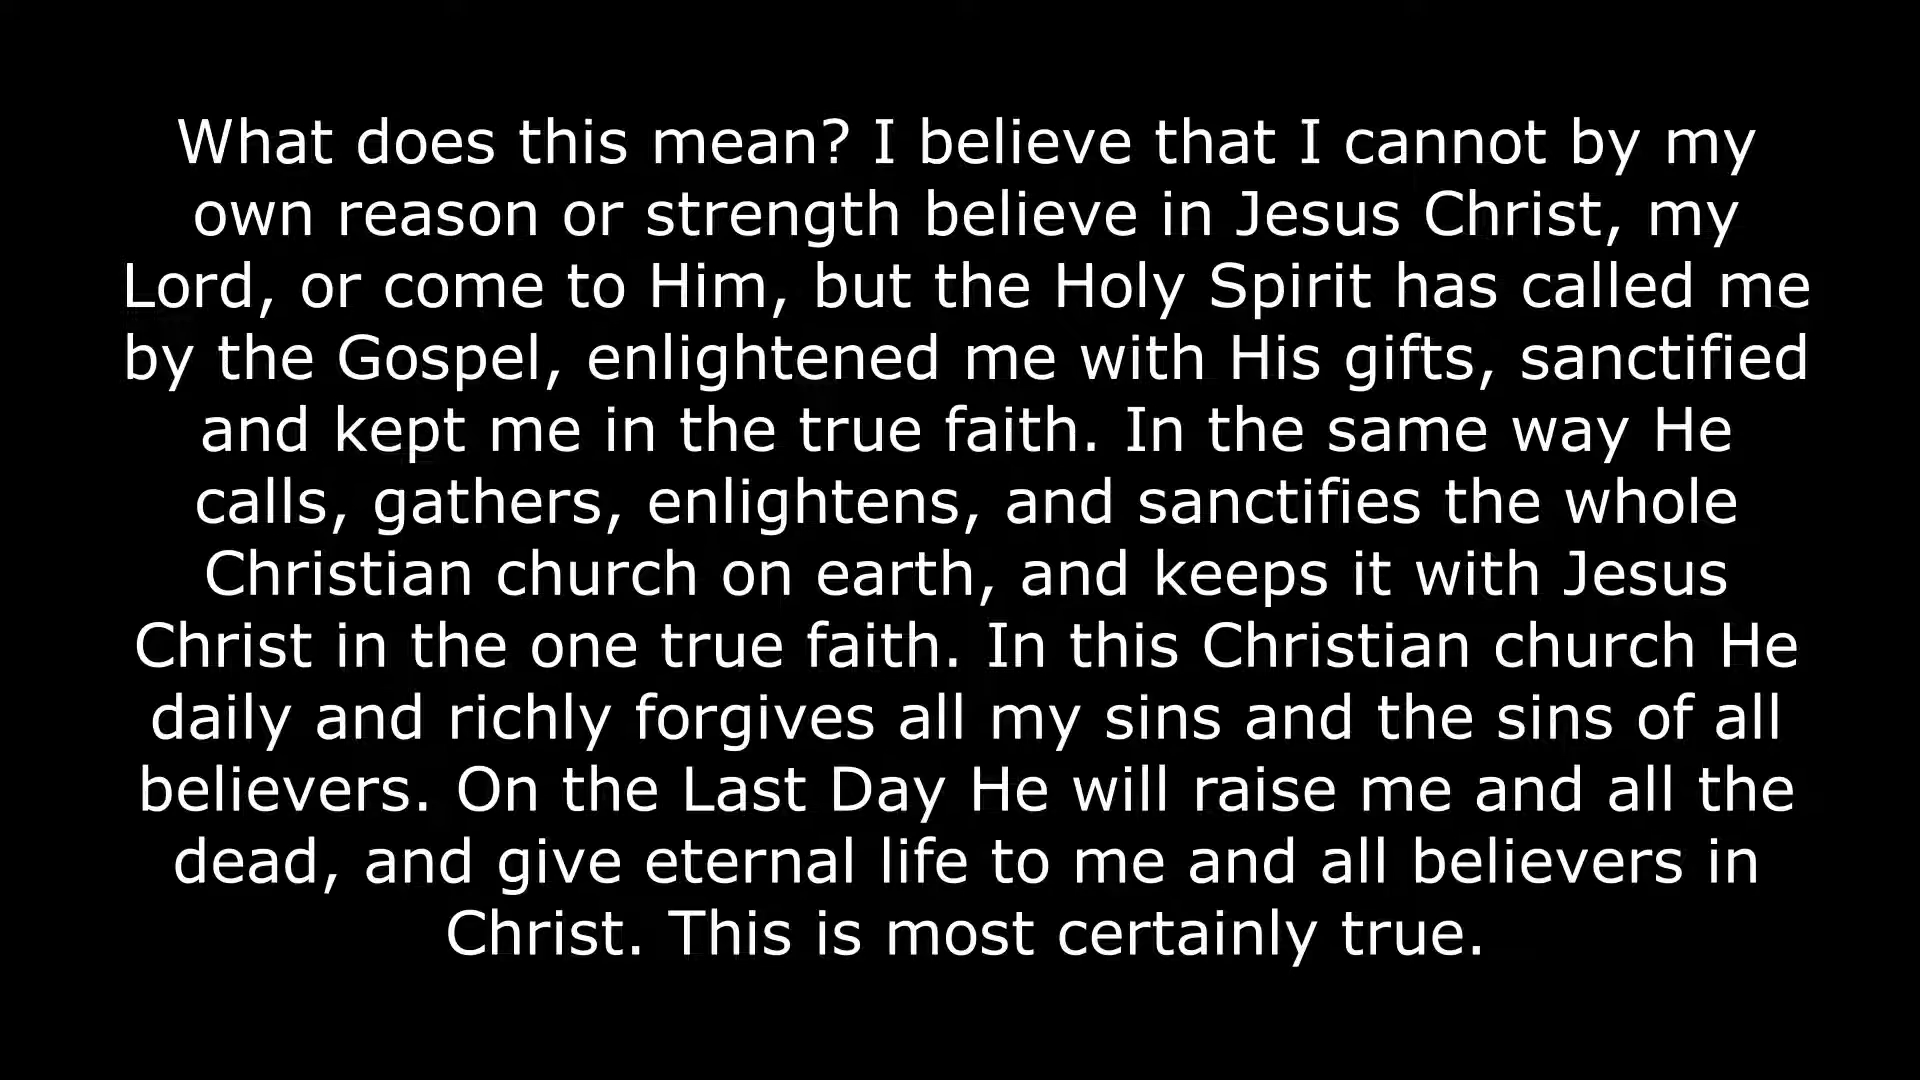 What does this mean? I believe that I cannot by my
own reason or strength believe in Jesus Christ, my
Lord, or come to Him, but the Holy Spirit has called me
by the Gospel, enlightened me with His gifts, sanctified
and kept me in the true faith. In the same way He
calls, gathers, enlightens, and sanctifies the whole
Christian church on earth, and keeps it with Jesus
Christ in the one true faith. In this Christian church He
daily and richly forgives all my sins and the sins of all
believers. On the Last Day He will raise me and all the
dead, and give eternal life to me and all believers in
Christ. This is most certainly true.